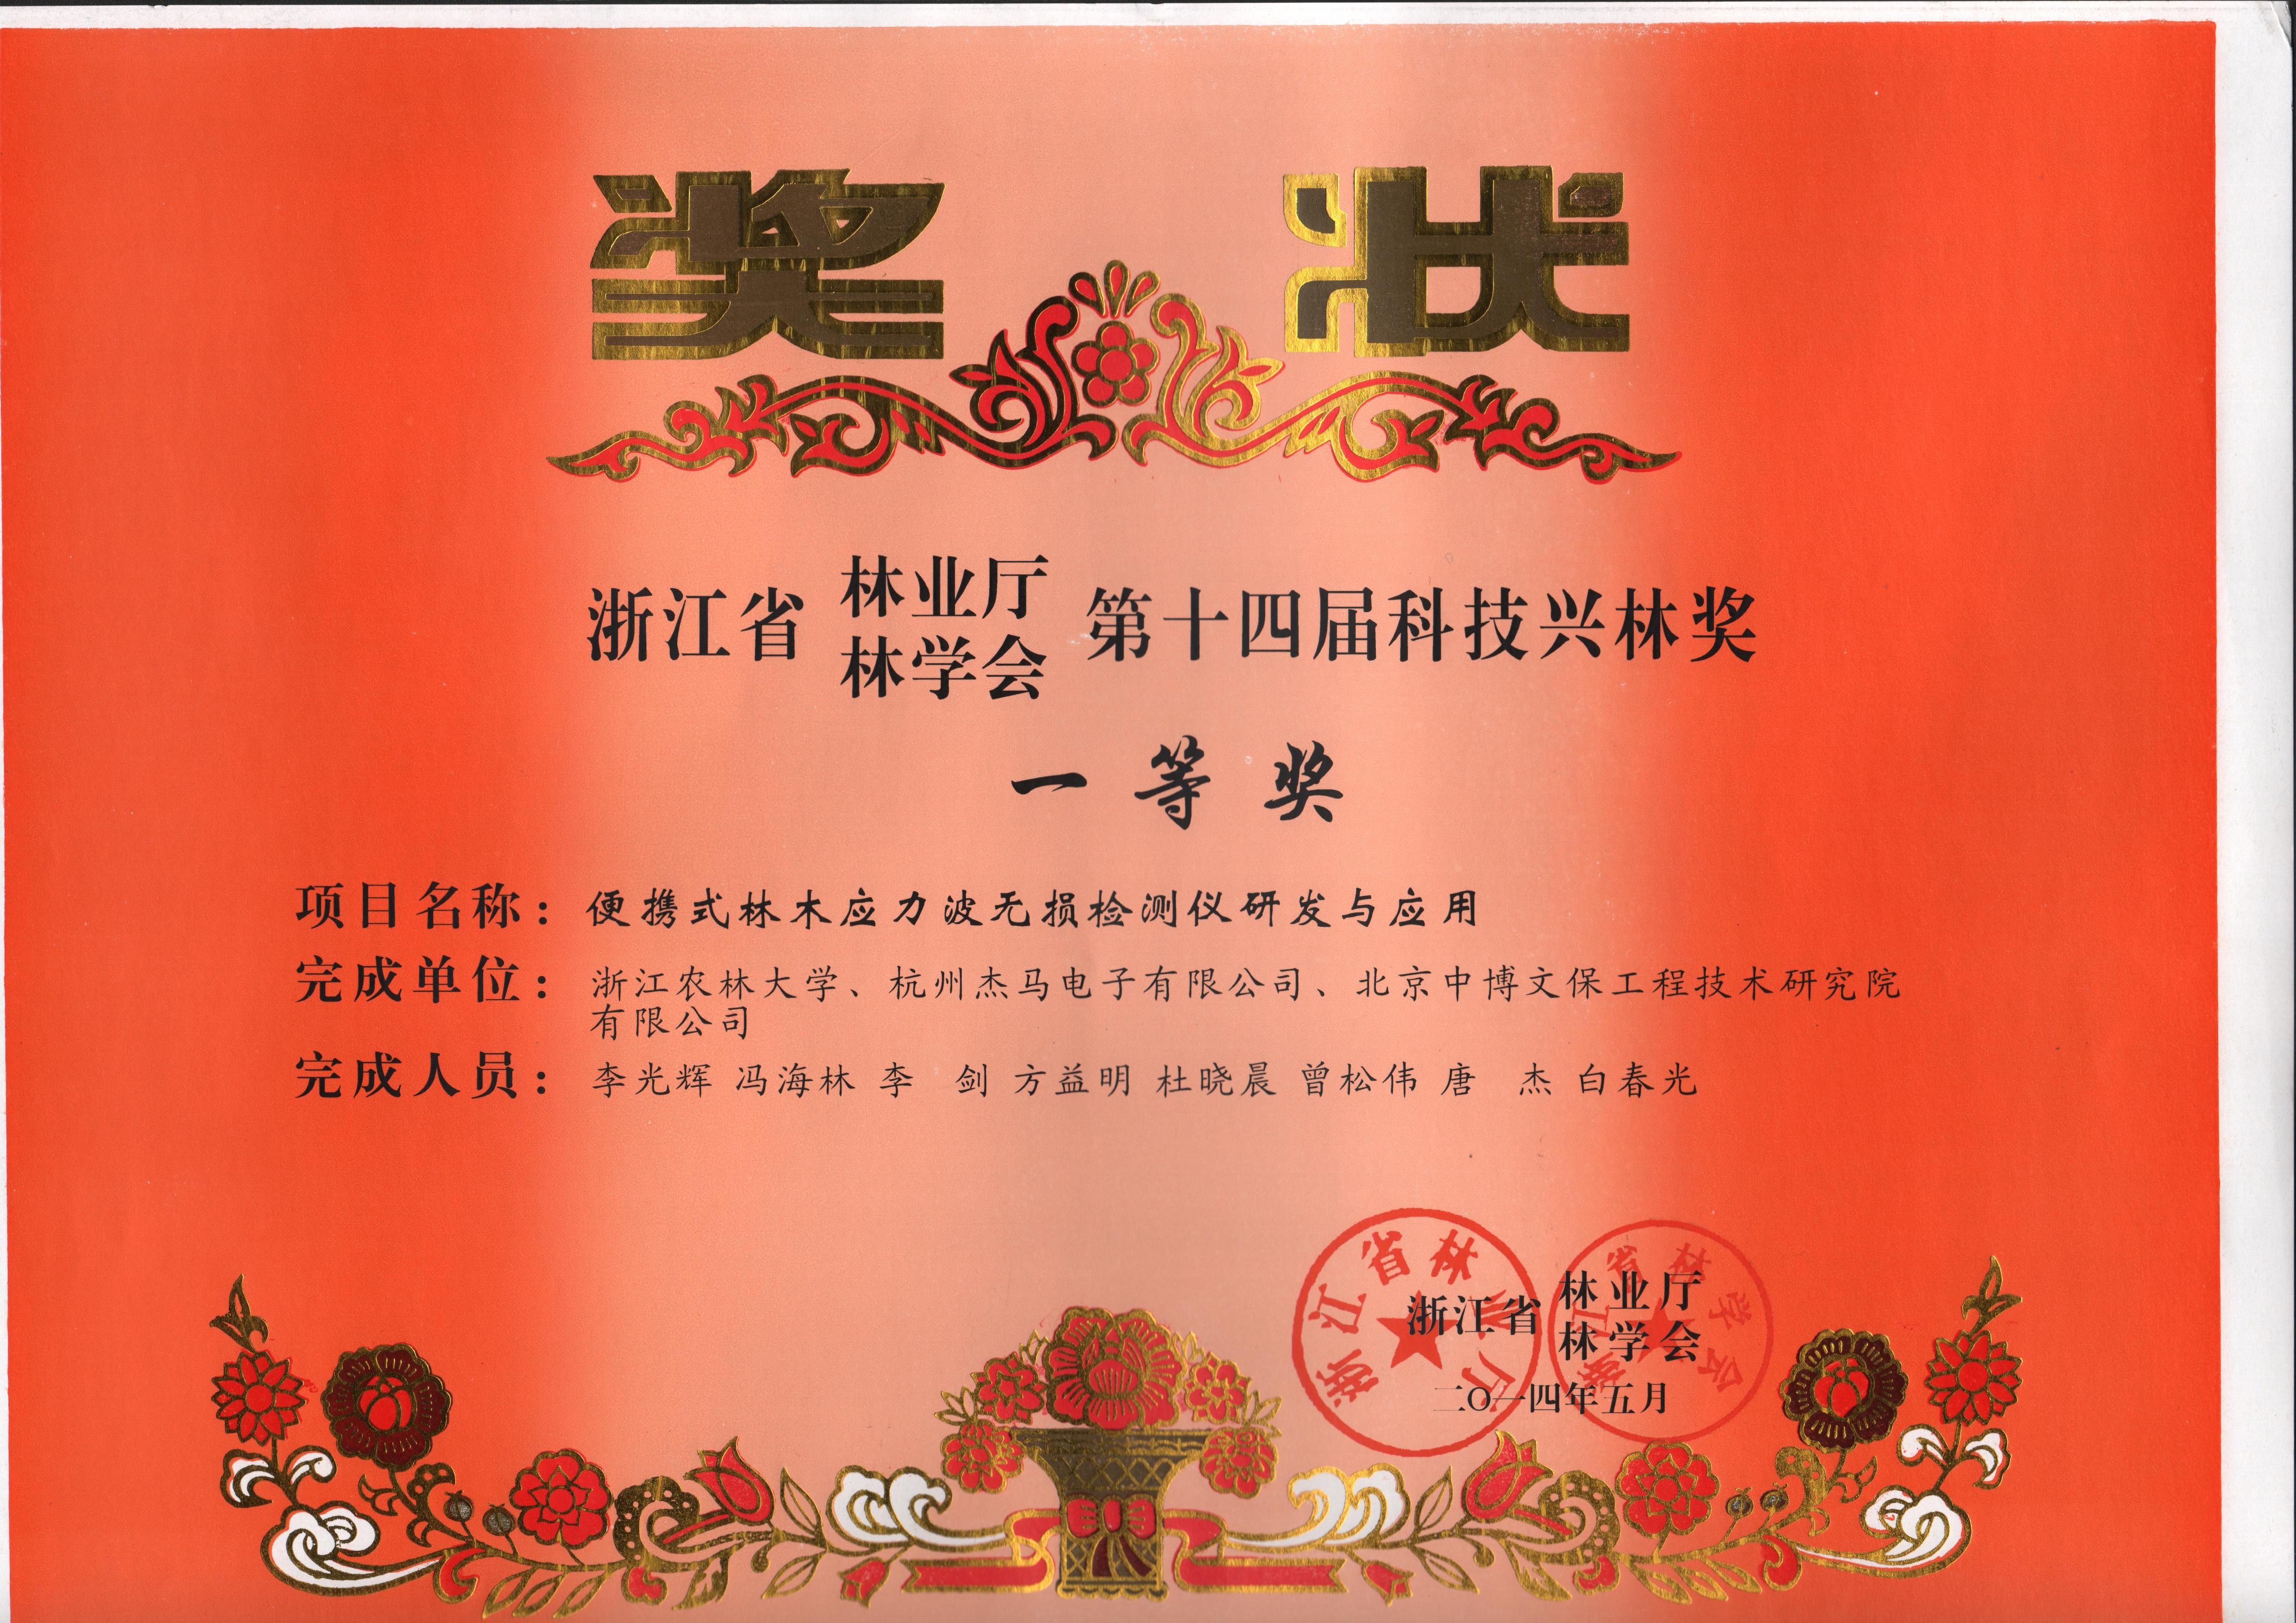 奖状
浙江省 林业厅 林学会 第十四届科技兴林奖
一等奖
项目名称：便携式林木应力波无损检测仪研发与应用
完成单位：浙江农林大学、杭州杰马电子有限公司、北京中博文保工程技术研究院
有限公司
完成人员：李光辉 冯海林 李 剑 方益明 杜晓晨 曾松伟 唐 杰 白春光
浙江省林业厅
浙江省林学会
浙江省 林业厅 林学会
二〇一四年五月